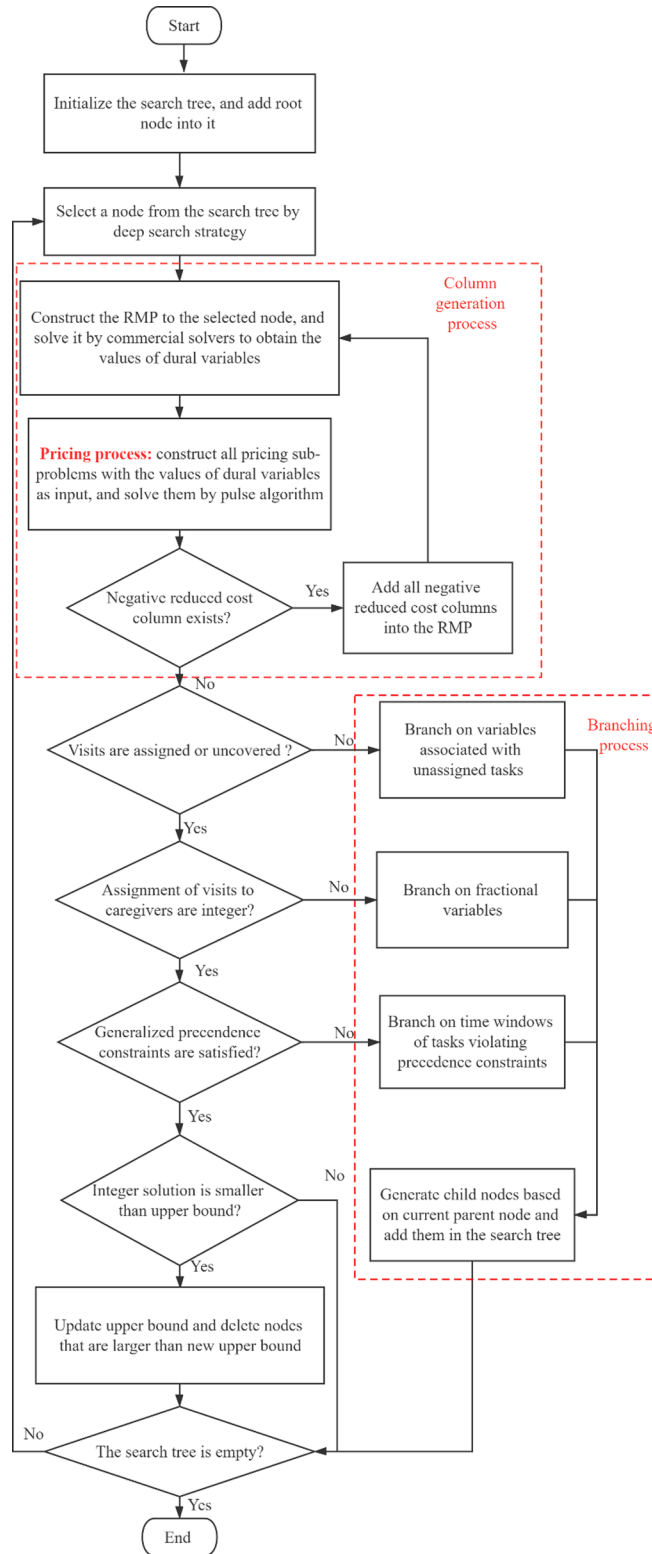 Start
Initialize the search tree, and add root
node into it
Select a node from the search tree by
deep search strategy
Column
generation
process
Construct the RMP to the selected node, and
solve it by commercial solvers to obtain the
values of dural variables
Pricing process: construct all pricing sub-
problems with the values of dural variables
as input, and solve them by pulse algorithm
Negative reduced cost
column exists?
Yes
Add all negative
reduced cost columns
into the RMP
No
Visits are assigned or uncovered ?
No
Branch on variables
associated with
unassigned tasks
Branching
process
Yes
Assignment of visits to
caregivers are integer?
No
Branch on fractional
variables
Yes
Generalized precendence
constraints are satisfied?
No
Branch on time windows
of tasks violating
precedence constraints
Yes
Integer solution is smaller
than upper bound?
No
Generate child nodes based
on current parent node and
add them in the search tree
Yes
Update upper bound and delete nodes
that are larger than new upper bound
No
The search tree is empty?
Yes
End